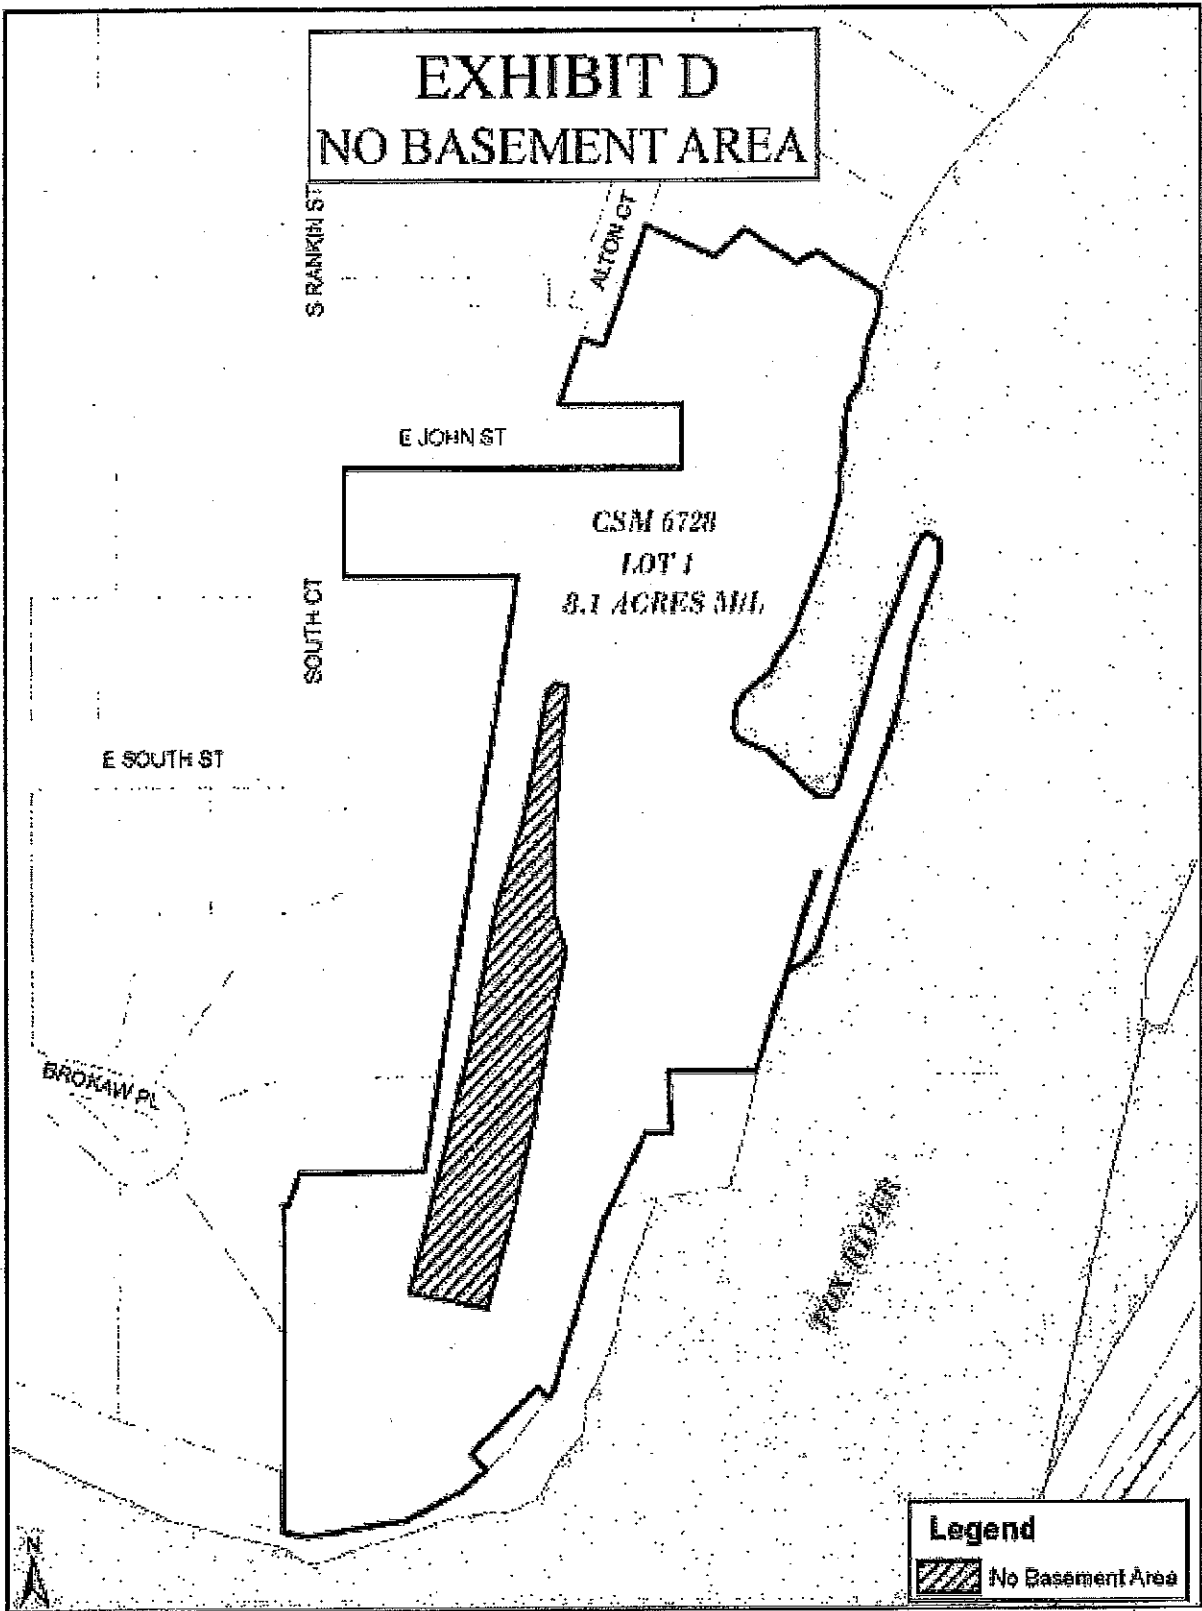 EXHIBIT D
NO BASEMENT AREA
S RANKIN ST
ALTON CT
E JOHN ST
CSM 6728
LOT 1
8.1 ACRES M/L
SOUTH CT
E SOUTH ST
BROKAW PL
FOX RIVER
N
Legend
No Basement Area